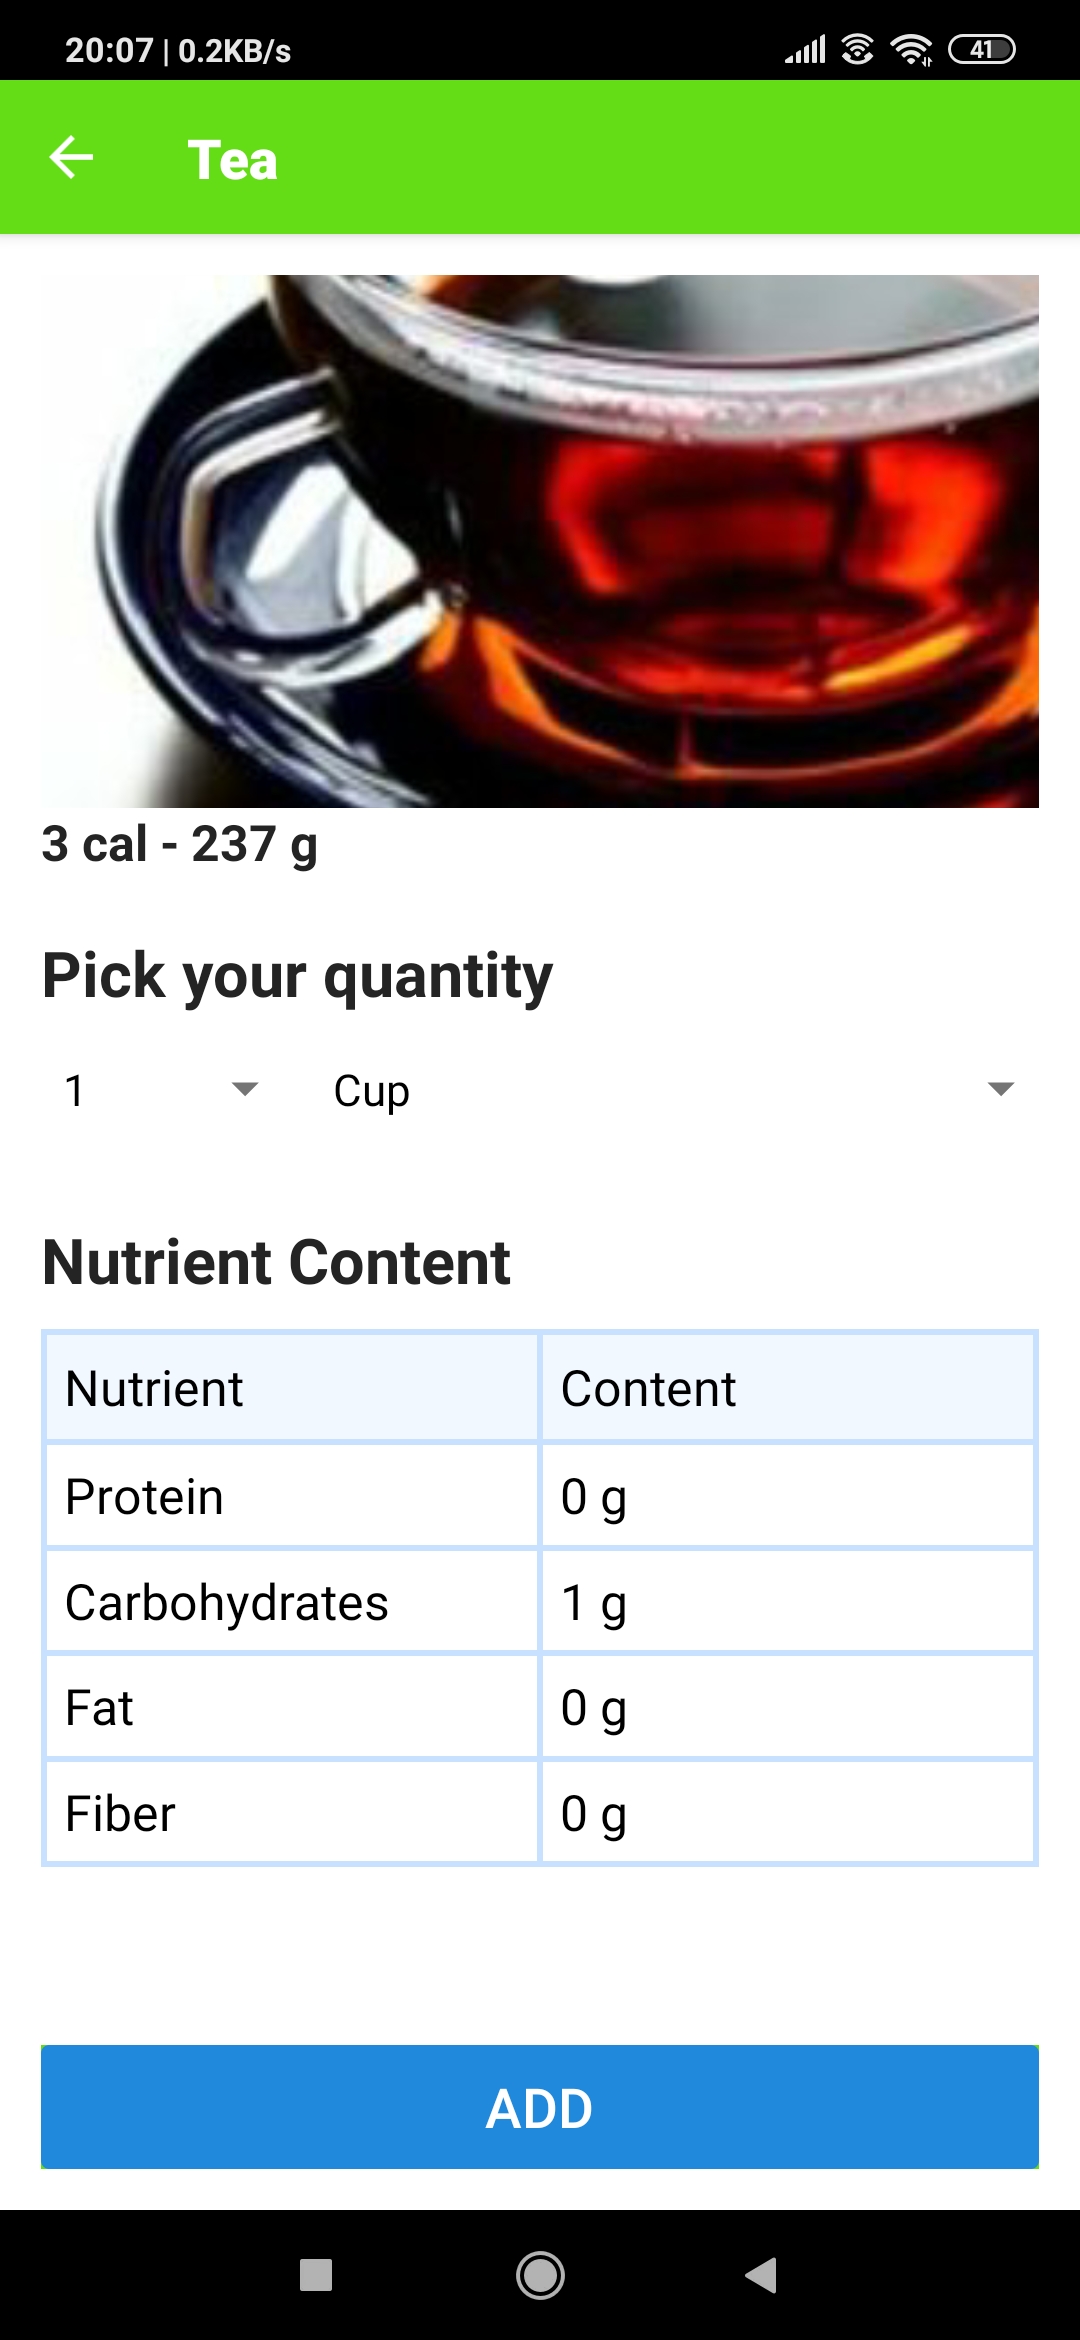 20:07 | 0.2KB/s 41
Tea
3 cal - 237 g
Pick your quantity
1 Cup
Nutrient Content
Nutrient Content
Protein 0 g
Carbohydrates 1 g
Fat 0 g
Fiber 0 g
ADD